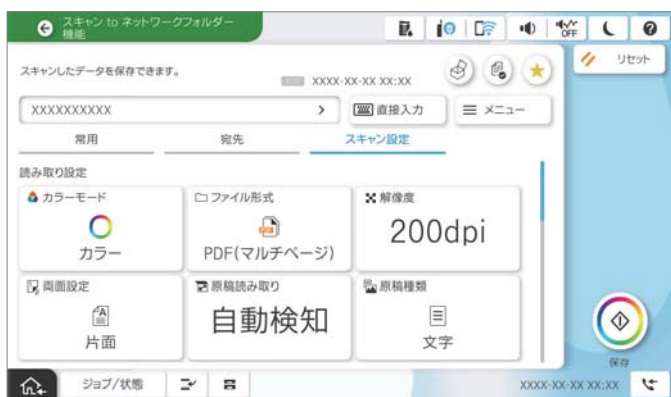 スキャン to ネットワークフォルダー
機能
OFF
スキャンしたデータを保存できます。
XXXX-XX-XX XX:XX
リセット
XXXXXXXXXX
直接入力
メニュー
常用
宛先
スキャン設定
読み取り設定
カラーモード
ファイル形式
解像度
カラー
PDF(マルチページ)
200dpi
両面設定
原稿読み取り
原稿種類
片面
自動検知
文字
保存
ジョブ/状態
XXXX-XX-XX XX:XX